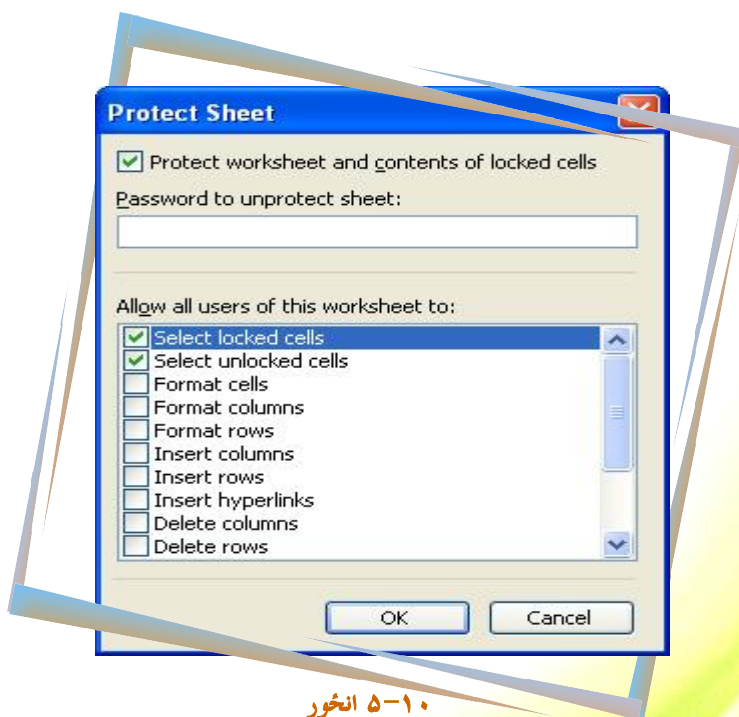 Protect Sheet
Protect worksheet and contents of locked cells
Password to unprotect sheet:
Allow all users of this worksheet to:
Select locked cells
Select unlocked cells
Format cells
Format columns
Format rows
Insert columns
Insert rows
Insert hyperlinks
Delete columns
Delete rows
OK Cancel
۱۰-۵ انځور